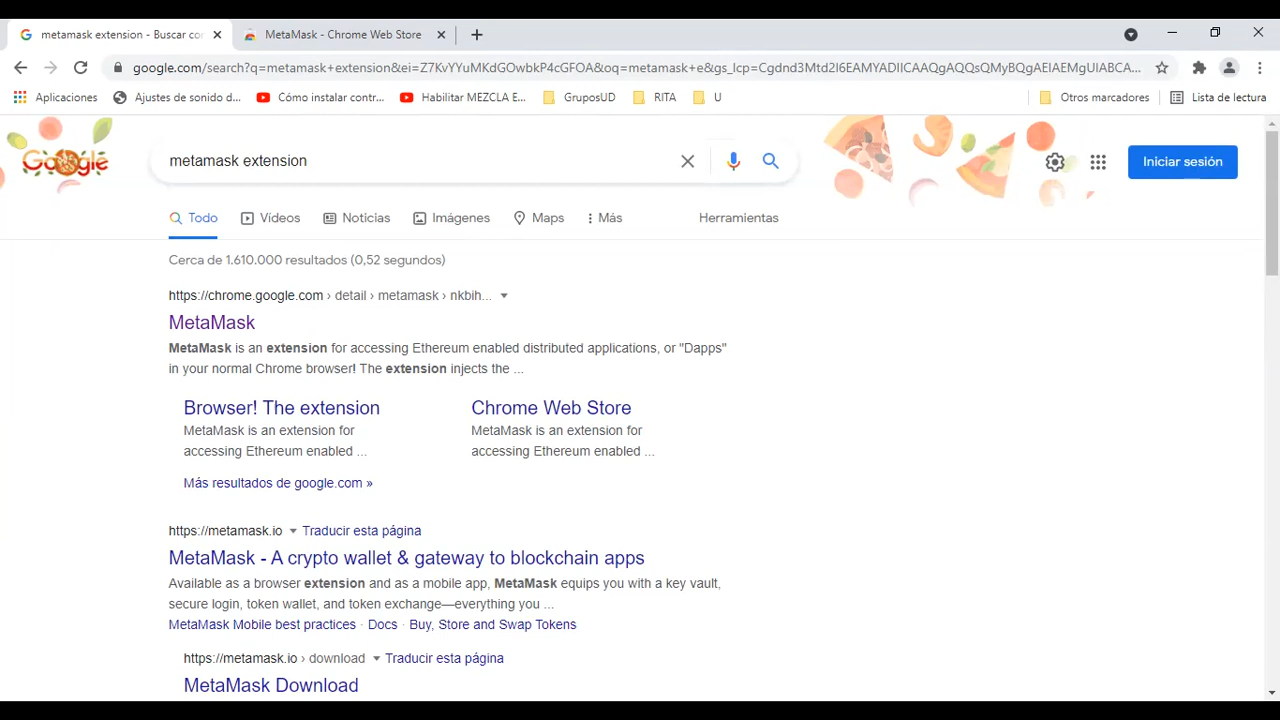 metamask extension - Buscar con
MetaMask - Chrome Web Store
google.com/search?q=metamask+extension&ei=Z7KvYYuMKdGOwbkP4cGFOA&oq=metamask+e&gs_lcp=Cgdnd3Mtd2l6EAMYADIICAAQgAQQsQMyBQgAEIAEMgUIABCA...
Aplicaciones
Ajustes de sonido d...
Cómo instalar contr...
Habilitar MEZCLA E...
GruposUD
RITA
U
Otros marcadores
Lista de lectura
Google
metamask extension
Iniciar sesión
Todo
Vídeos
Noticias
Imágenes
Maps
Más
Herramientas
Cerca de 1.610.000 resultados (0,52 segundos)
https://chrome.google.com › detail › metamask › nkbih...
MetaMask
MetaMask is an extension for accessing Ethereum enabled distributed applications, or "Dapps"
in your normal Chrome browser! The extension injects the ...
Browser! The extension
MetaMask is an extension for
accessing Ethereum enabled ...
Chrome Web Store
MetaMask is an extension for
accessing Ethereum enabled ...
Más resultados de google.com »
https://metamask.io
Traducir esta página
MetaMask - A crypto wallet & gateway to blockchain apps
Available as a browser extension and as a mobile app, MetaMask equips you with a key vault,
secure login, token wallet, and token exchange—everything you ...
MetaMask Mobile best practices · Docs · Buy, Store and Swap Tokens
https://metamask.io › download
Traducir esta página
MetaMask Download